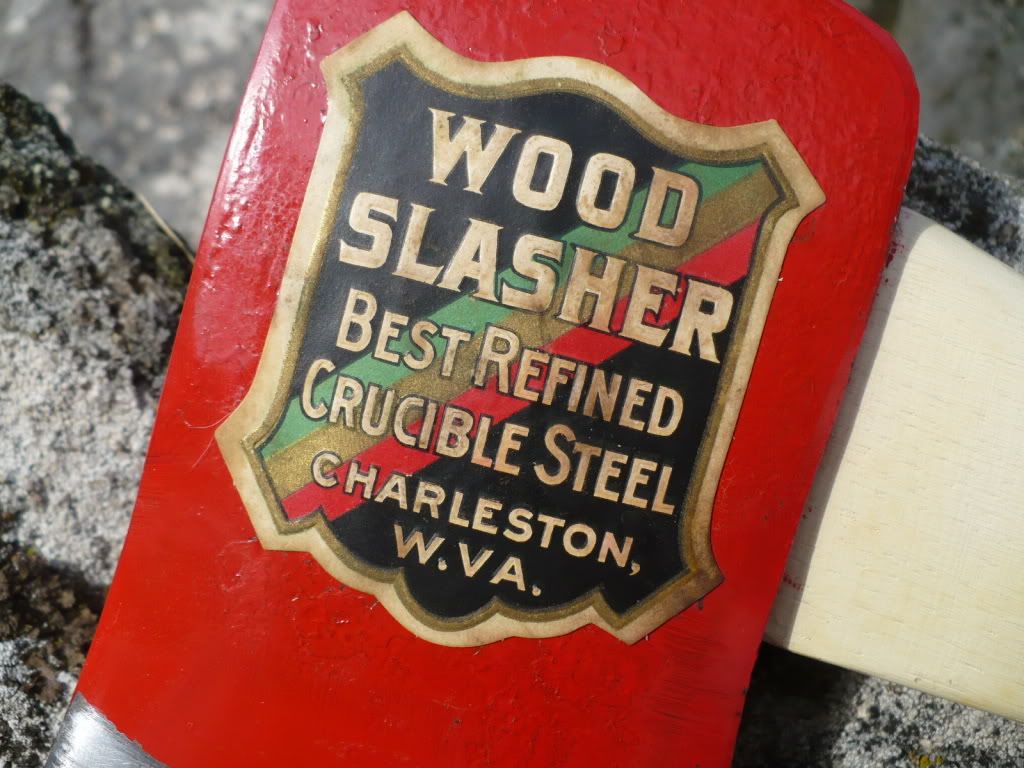 WOOD
SLASHER
BEST REFINED
CRUCIBLE STEEL
CHARLESTON,
W.VA.